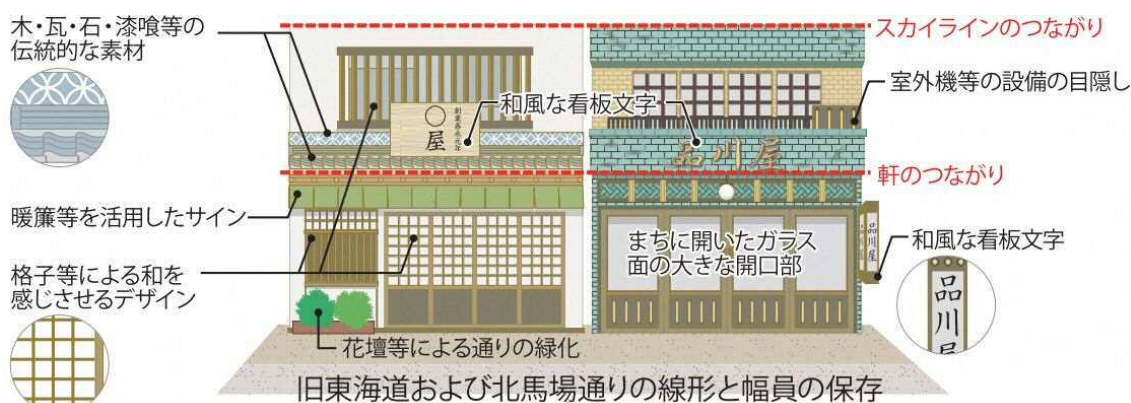 木・瓦・石・漆喰等の
伝統的な素材
スカイラインのつながり
室外機等の設備の目隠し
和風な看板文字
創業嘉永元年
〇屋
品川屋
軒のつながり
暖簾等を活用したサイン
まちに開いたガラス
面の大きな開口部
品川屋
和風な看板文字
品川屋
格子等による和を
感じさせるデザイン
花壇等による通りの緑化
旧東海道および北馬場通りの線形と幅員の保存